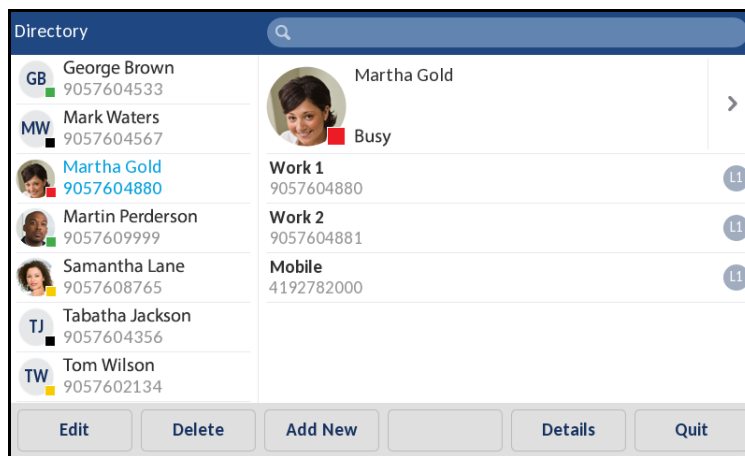 Directory
GB
George Brown
9057604533
MW
Mark Waters
9057604567
Martha Gold
9057604880
Martin Perderson
9057609999
Samantha Lane
9057608765
TJ
Tabatha Jackson
9057604356
TW
Tom Wilson
9057602134
Martha Gold
Busy
Work 1
9057604880
L1
Work 2
9057604881
L1
Mobile
4192782000
L1
Edit Delete Add New Details Quit